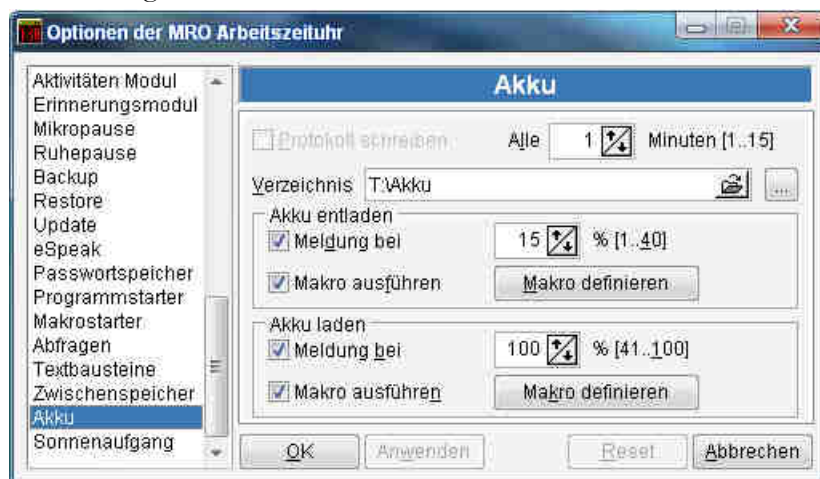 Optionen der MRO Arbeitszeituhr
Aktivitäten Modul
Erinnerungsmodul
Mikropause
Ruhepause
Backup
Restore
Update
eSpeak
Passwortspeicher
Programmstarter
Makrostarter
Abfragen
Textbausteine
Zwischenspeicher
Akku
Sonnenaufgang
Akku
Protokoll schreiben Alle 1 Minuten [1..15]
Verzeichnis T:\Akku ...
Akku entladen
Meldung bei 15 % [1..40]
Makro ausführen Makro definieren
Akku laden
Meldung bei 100 % [41..100]
Makro ausführen Makro definieren
OK Anwenden Reset Abbrechen